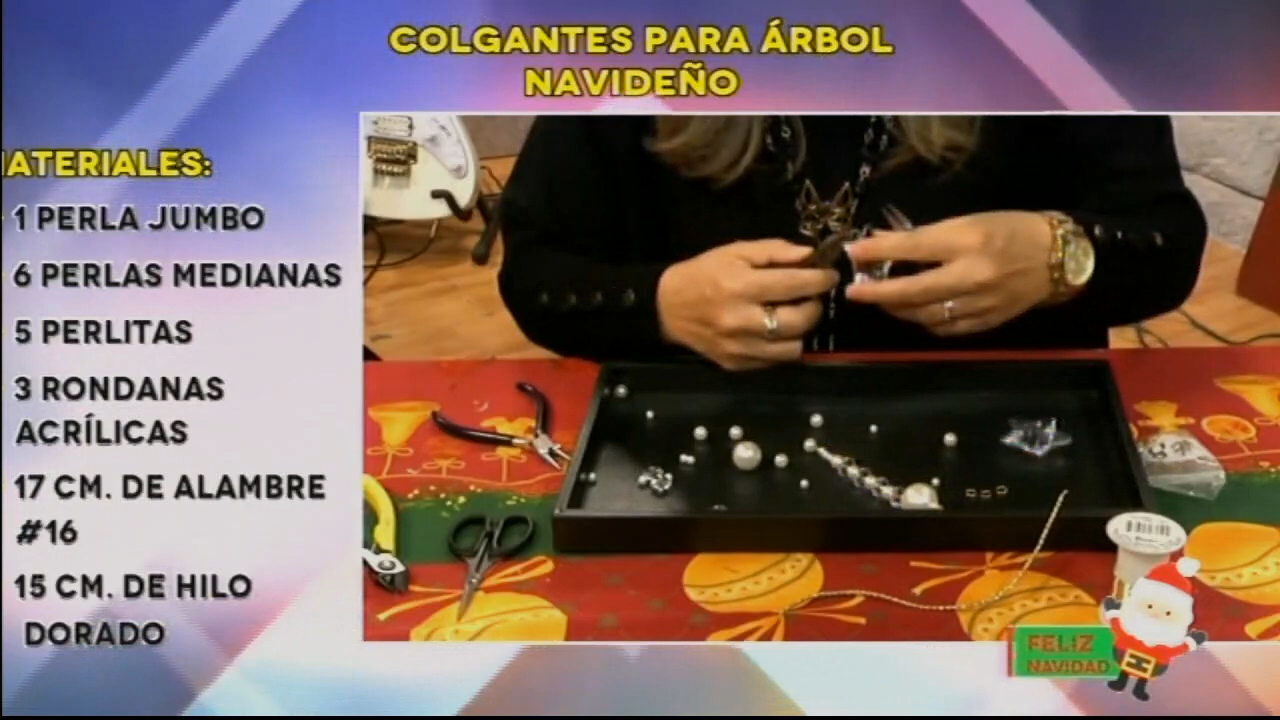 COLGANTES PARA ÁRBOL
NAVIDEÑO
MATERIALES:
1 PERLA JUMBO
6 PERLAS MEDIANAS
5 PERLITAS
3 RONDANAS
ACRÍLICAS
17 CM. DE ALAMBRE
#16
15 CM. DE HILO
DORADO
FELIZ
NAVIDAD